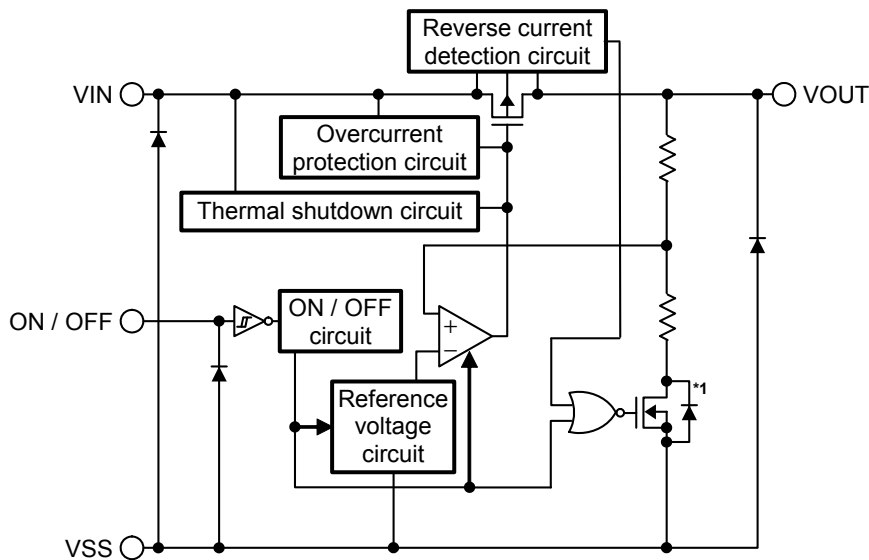 Reverse current
detection circuit
VIN
VOUT
Overcurrent
protection circuit
Thermal shutdown circuit
ON / OFF
ON / OFF
circuit
+
−
*1
Reference
voltage
circuit
VSS